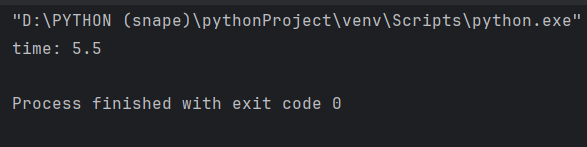 "D:\PYTHON (snape)\pythonProject\venv\Scripts\python.exe"
time: 5.5
Process finished with exit code 0